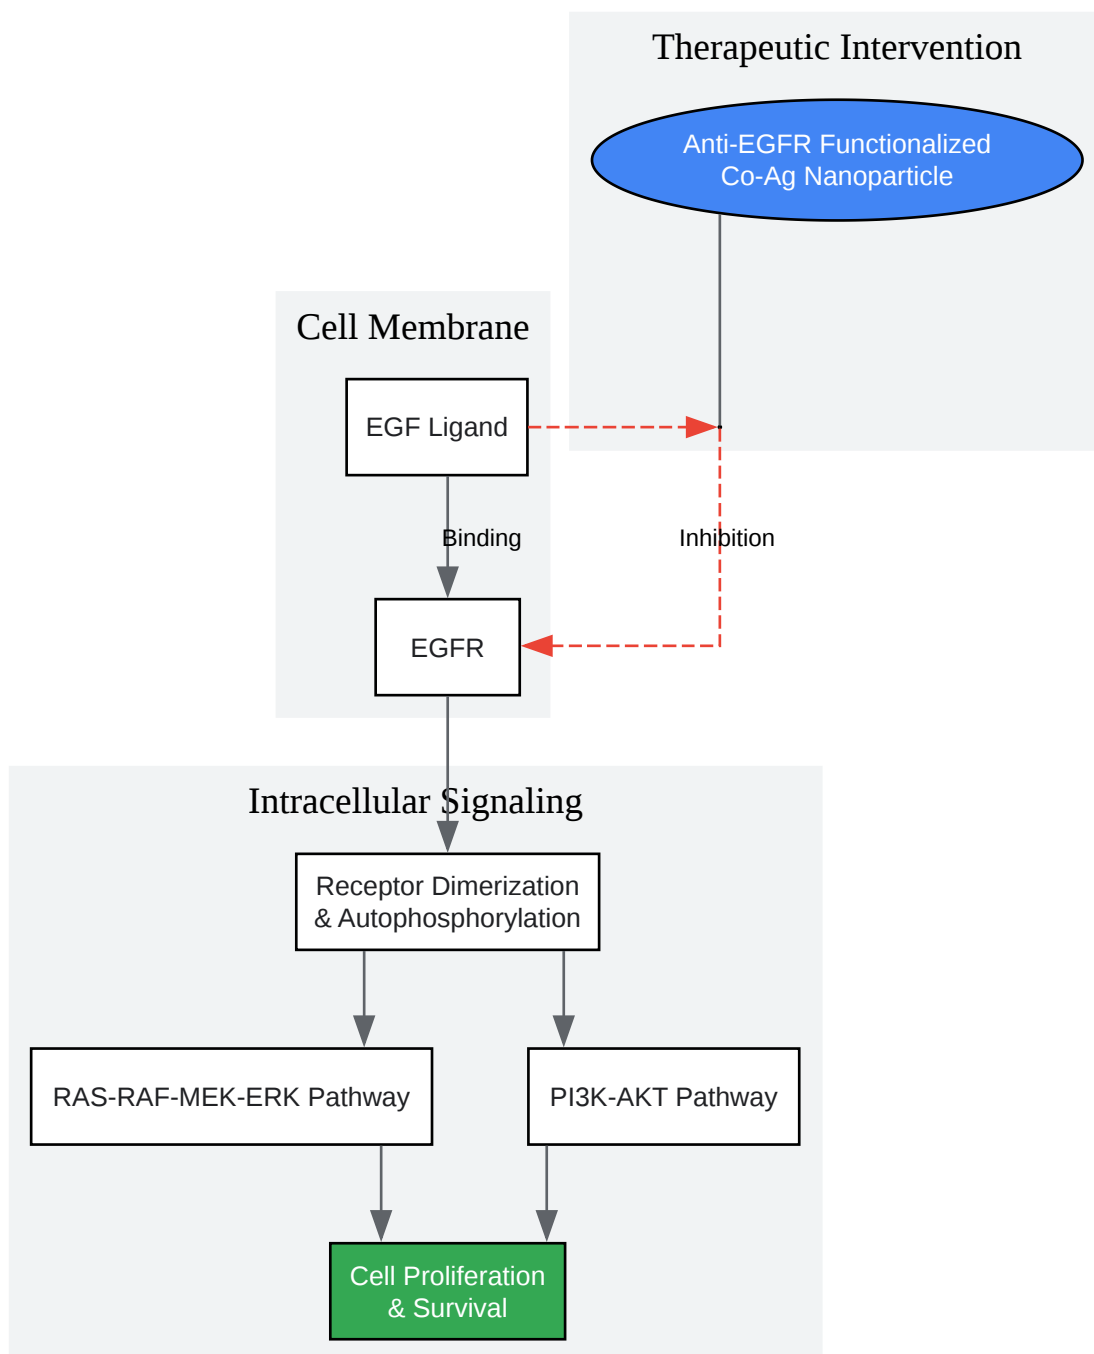 Therapeutic Intervention
Anti-EGFR Functionalized
Co-Ag Nanoparticle
Cell Membrane
EGF Ligand
Binding
Inhibition
EGFR
Intracellular Signaling
Receptor Dimerization
& Autophosphorylation
RAS-RAF-MEK-ERK Pathway
PI3K-AKT Pathway
Cell Proliferation
& Survival